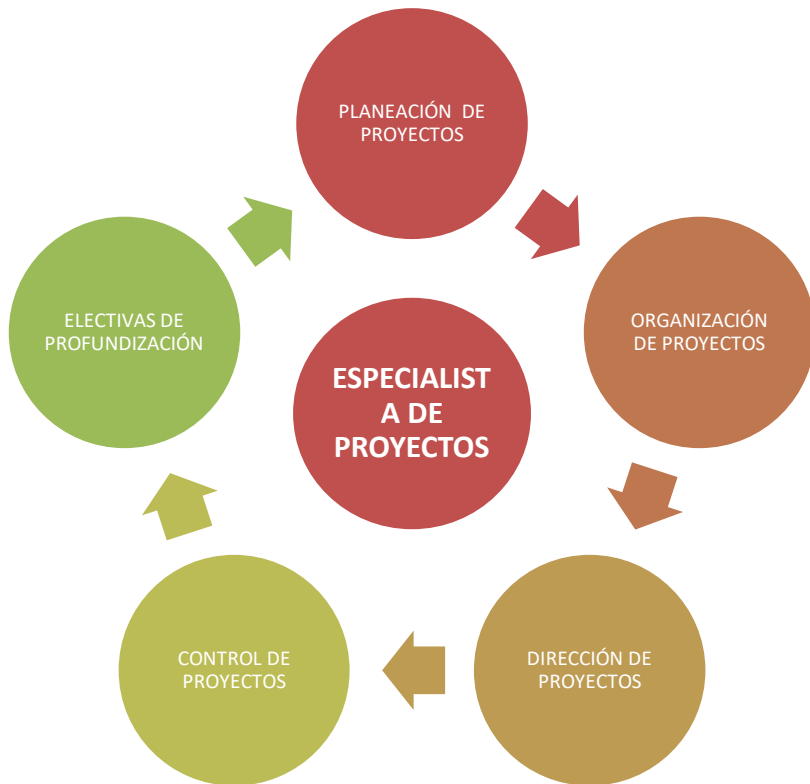 PLANEACIÓN DE
PROYECTOS
ELECTIVAS DE
PROFUNDIZACIÓN
ORGANIZACIÓN
DE PROYECTOS
ESPECIALIST
A DE
PROYECTOS
CONTROL DE
PROYECTOS
DIRECCIÓN DE
PROYECTOS